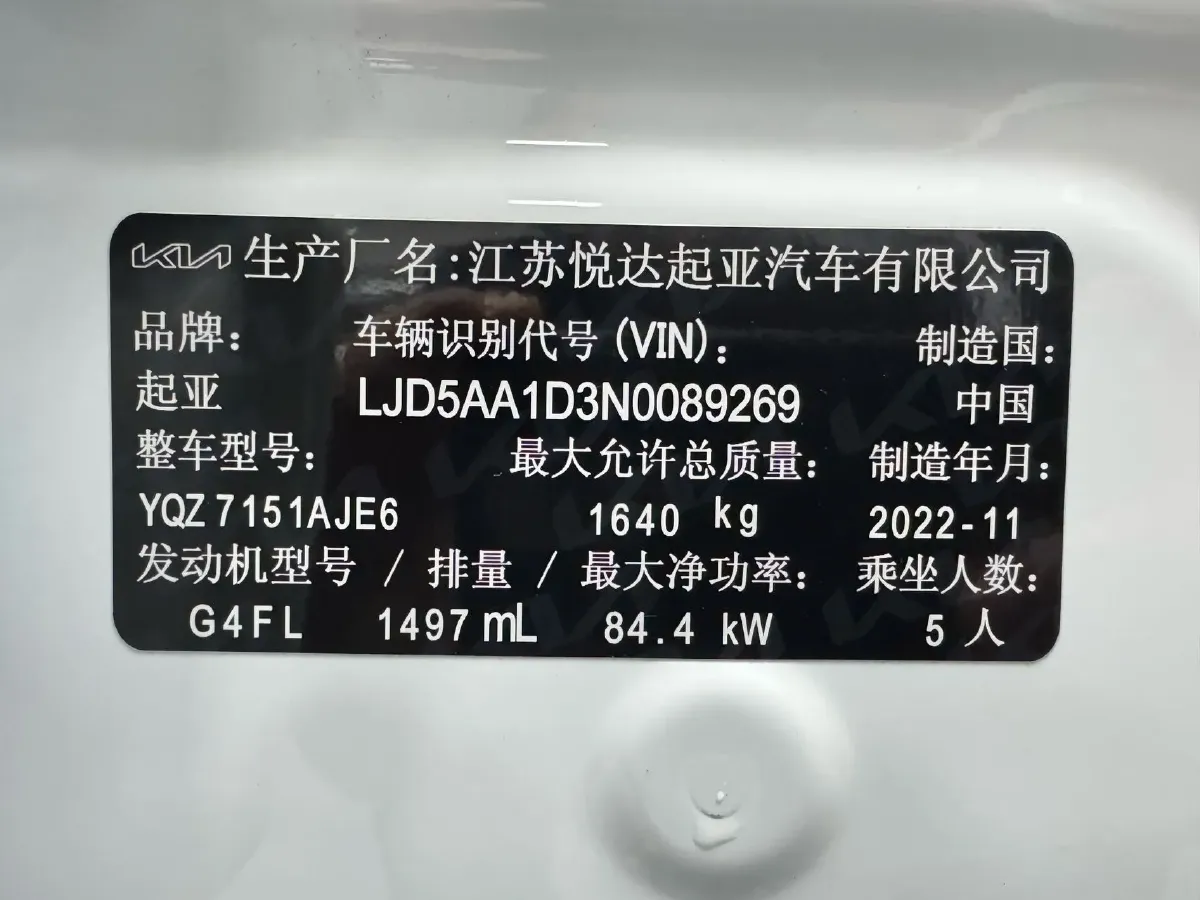 KIA 生产厂名:江苏悦达起亚汽车有限公司
品牌: 车辆识别代号(VIN): 制造国:
起亚 LJD5AA1D3N0089269 中国
整车型号: 最大允许总质量: 制造年月:
YQZ7151AJE6 1640 kg 2022-11
发动机型号 / 排量 / 最大净功率: 乘坐人数:
G4FL 1497 mL 84.4 kW 5 人